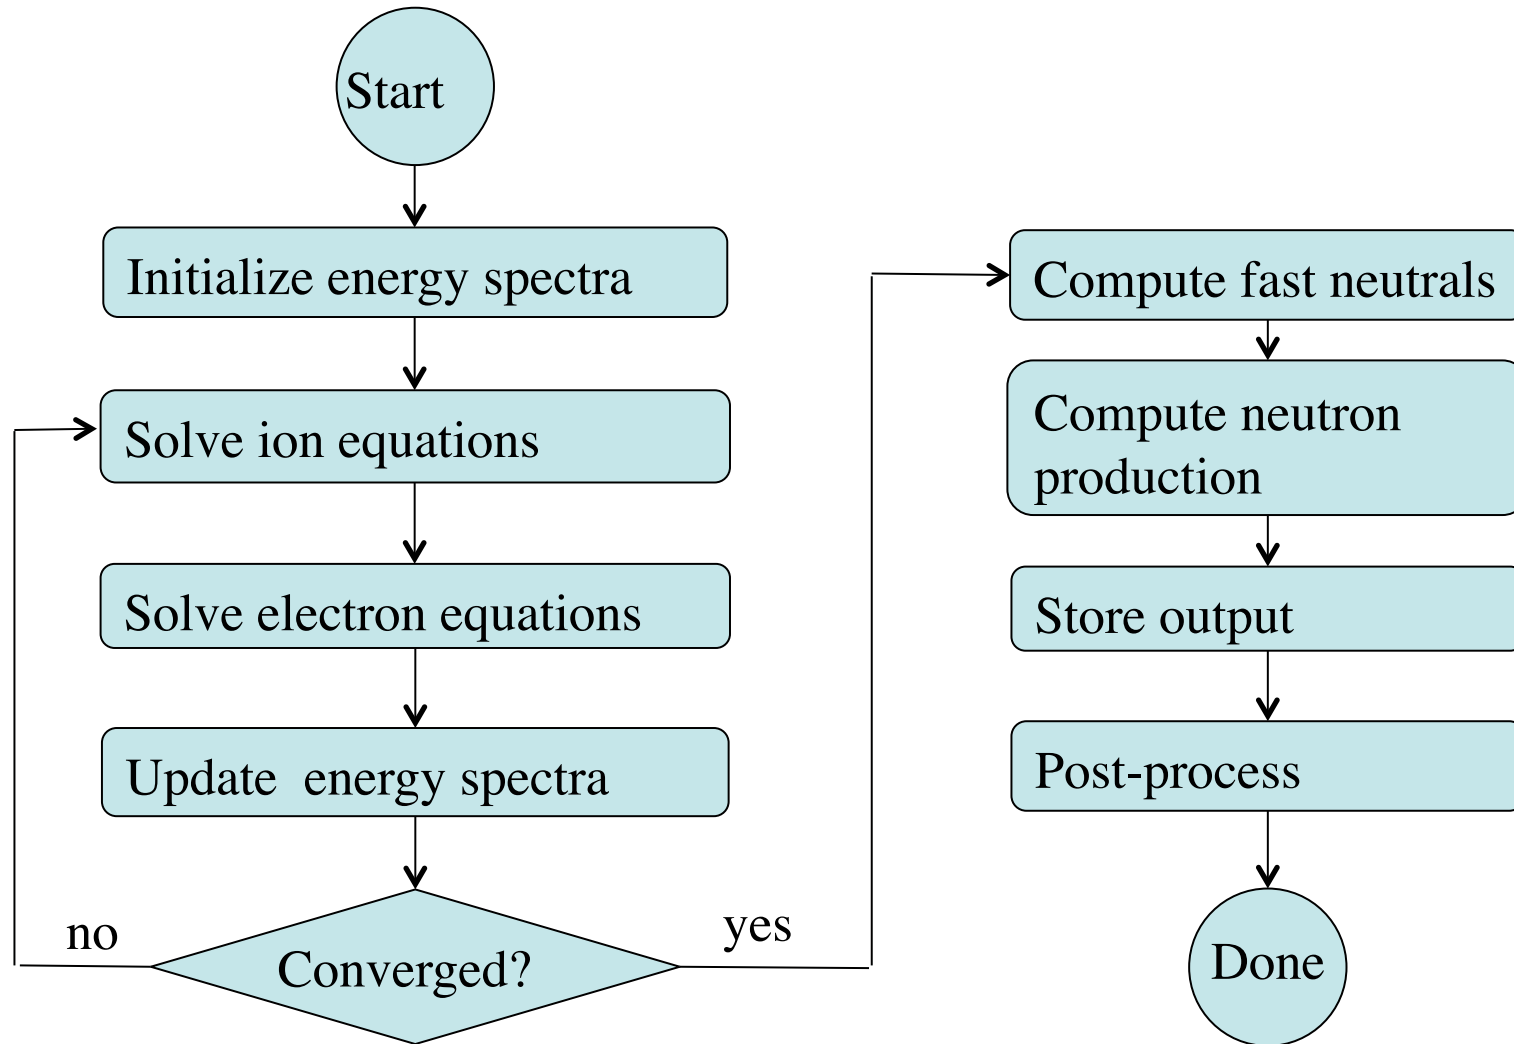 Start
Initialize energy spectra
Solve ion equations
Solve electron equations
Update  energy spectra
Converged?
no
yes
Compute fast neutrals
Compute neutron
production
Store output
Post-process
Done